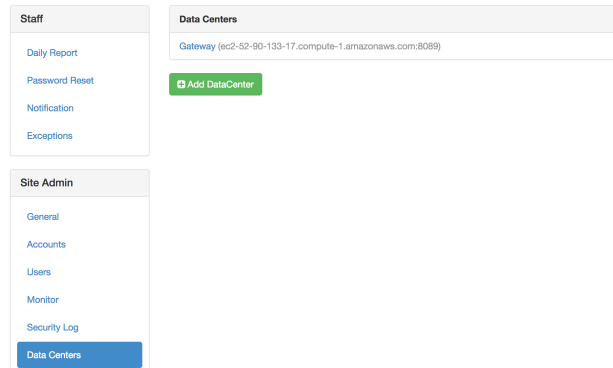 Staff
Daily Report
Password Reset
Notification
Exceptions
Site Admin
General
Accounts
Users
Monitor
Security Log
Data Centers
Data Centers
Gateway (ec2-52-90-133-17.compute-1.amazonaws.com:8089)
Add DataCenter